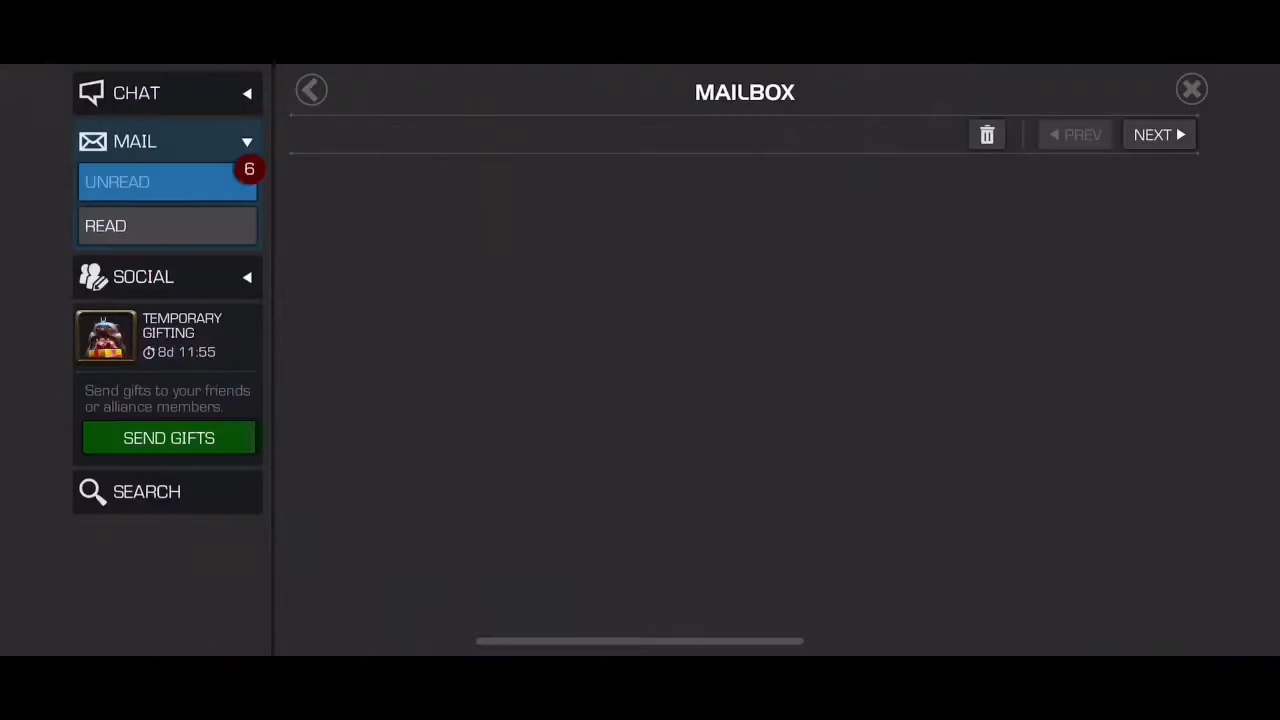 CHAT
MAIL
6
UNREAD
READ
SOCIAL
TEMPORARY
GIFTING
8d 11:55
Send gifts to your friends
or alliance members.
SEND GIFTS
SEARCH
MAILBOX
PREV
NEXT